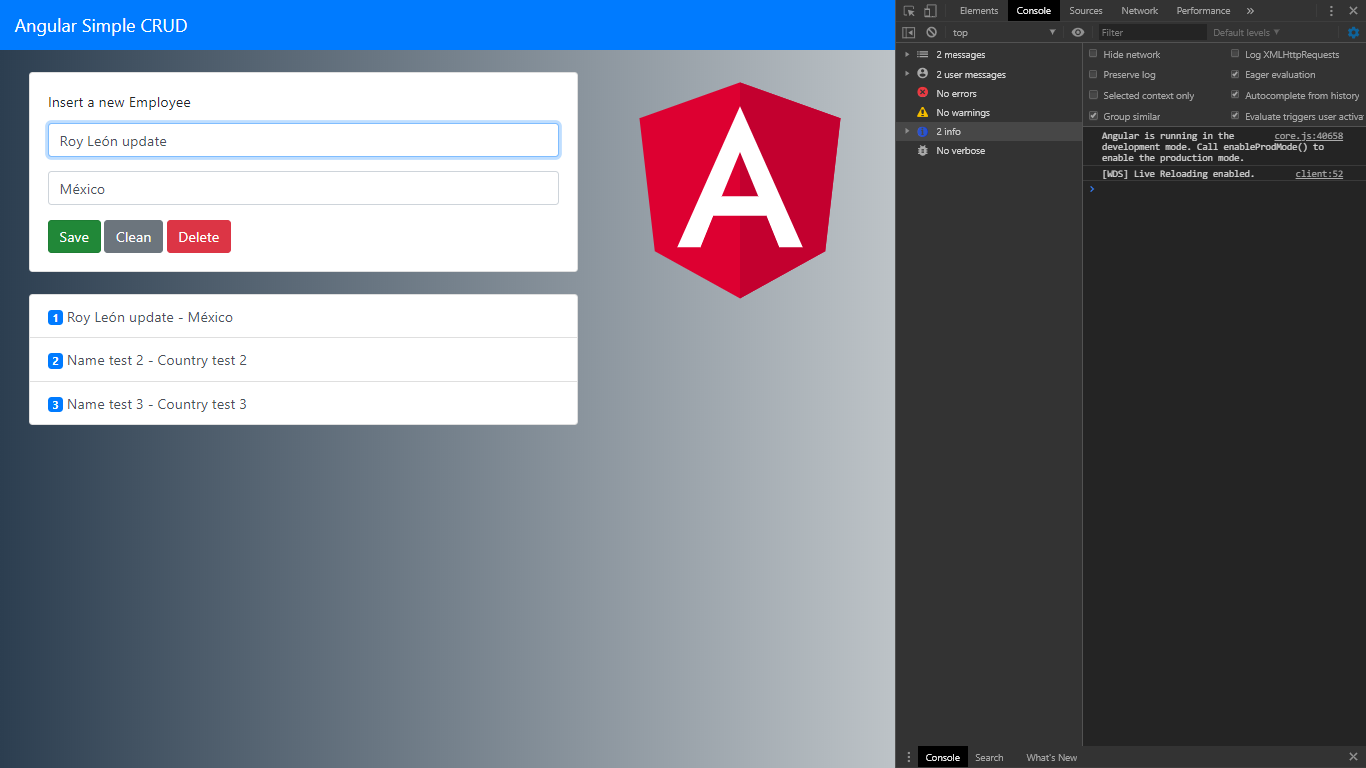 Angular Simple CRUD
Insert a new Employee
Roy León update
México
Save Clean Delete
1 Roy León update - México
2 Name test 2 - Country test 2
3 Name test 3 - Country test 3
A
Elements Console Sources Network Performance »
top Filter Default levels
2 messages
2 user messages
No errors
No warnings
2 info
No verbose
Hide network Log XMLHttpRequests
Preserve log Eager evaluation
Selected context only Autocomplete from history
Group similar Evaluate triggers user activa
Angular is running in the core.js:40658
development mode. Call enableProdMode() to
enable the production mode.
[WDS] Live Reloading enabled. client:52
Console Search What's New